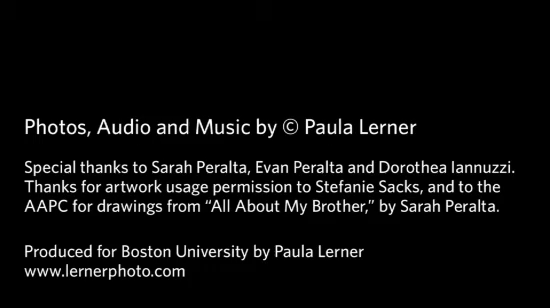 Photos, Audio and Music by © Paula Lerner
Special thanks to Sarah Peralta, Evan Peralta and Dorothea Iannuzzi.
Thanks for artwork usage permission to Stefanie Sacks, and to the
AAPC for drawings from “All About My Brother,” by Sarah Peralta.
Produced for Boston University by Paula Lerner
www.lernerphoto.com